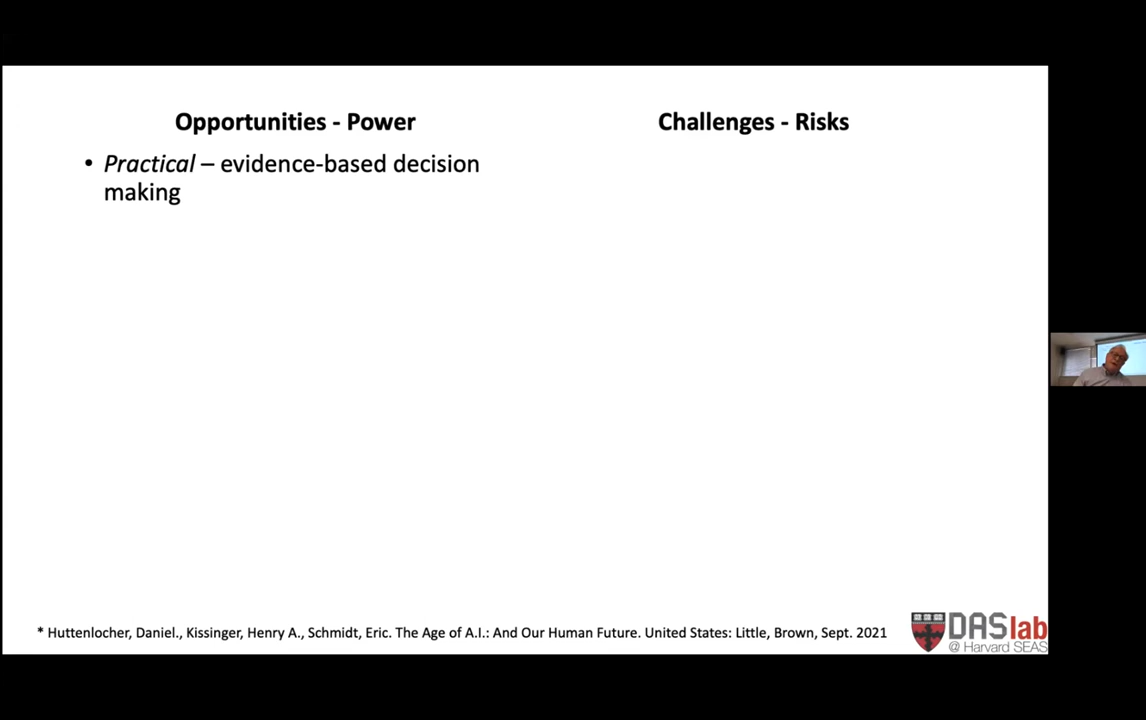 Opportunities - Power
• Practical – evidence-based decision
making
Challenges - Risks
* Huttenlocher, Daniel., Kissinger, Henry A., Schmidt, Eric. The Age of A.I.: And Our Human Future. United States: Little, Brown, Sept. 2021
DASlab
@ Harvard SEAS